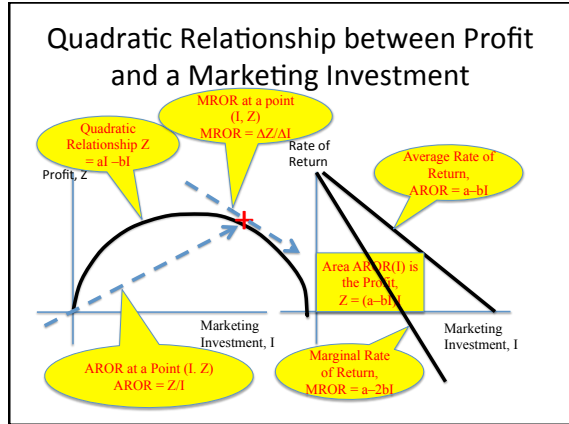 Quadratic Relationship between Profit
and a Marketing Investment
MROR at a point
(I, Z)
MROR = ΔZ/ΔI
Quadratic
Relationship Z
= aI –bI
Profit, Z
Rate of
Return
Average Rate of
Return,
AROR = a–bI
Area AROR(I) is
the Profit,
Z = (a–bI)I
Marketing
Investment, I
Marketing
Investment, I
AROR at a Point (I. Z)
AROR = Z/I
Marginal Rate
of Return,
MROR = a–2bI